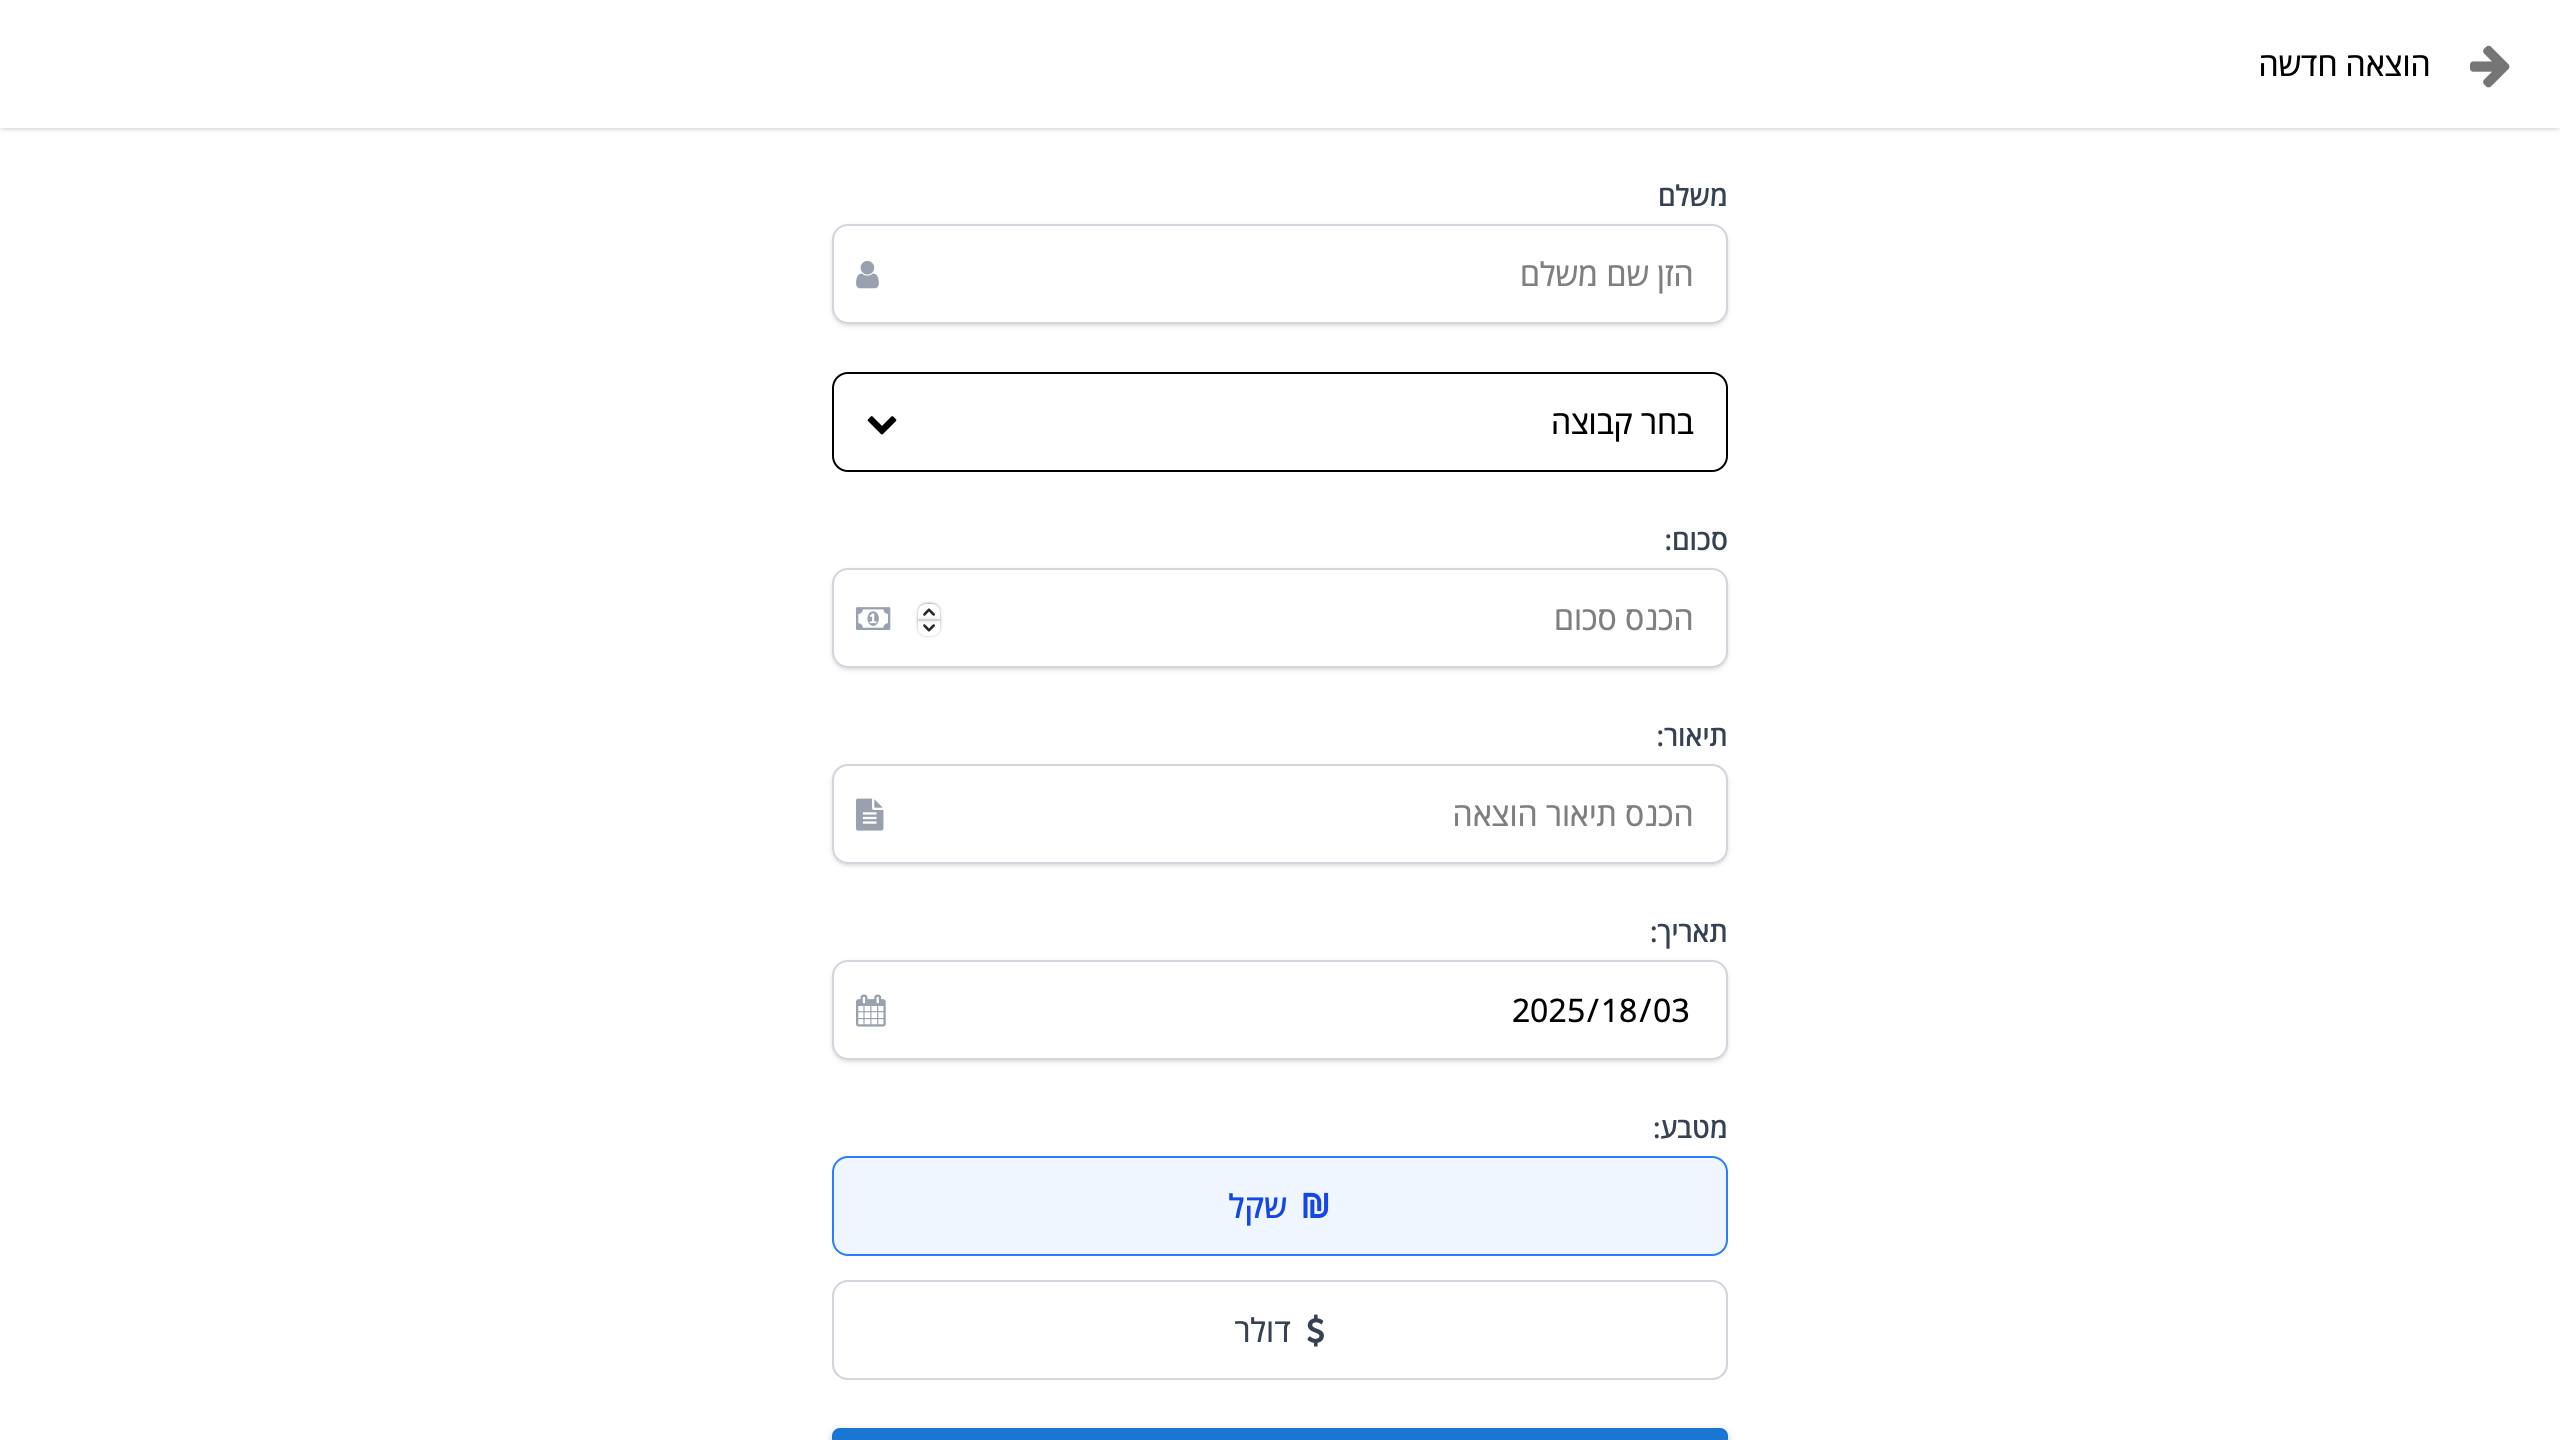 הוצאה חדשה
משלם
הזן שם משלם
בחר קבוצה
סכום:
הכנס סכום
תיאור:
הכנס תיאור הוצאה
תאריך:
2025/18/03
מטבע:
₪ שקל
$ דולר